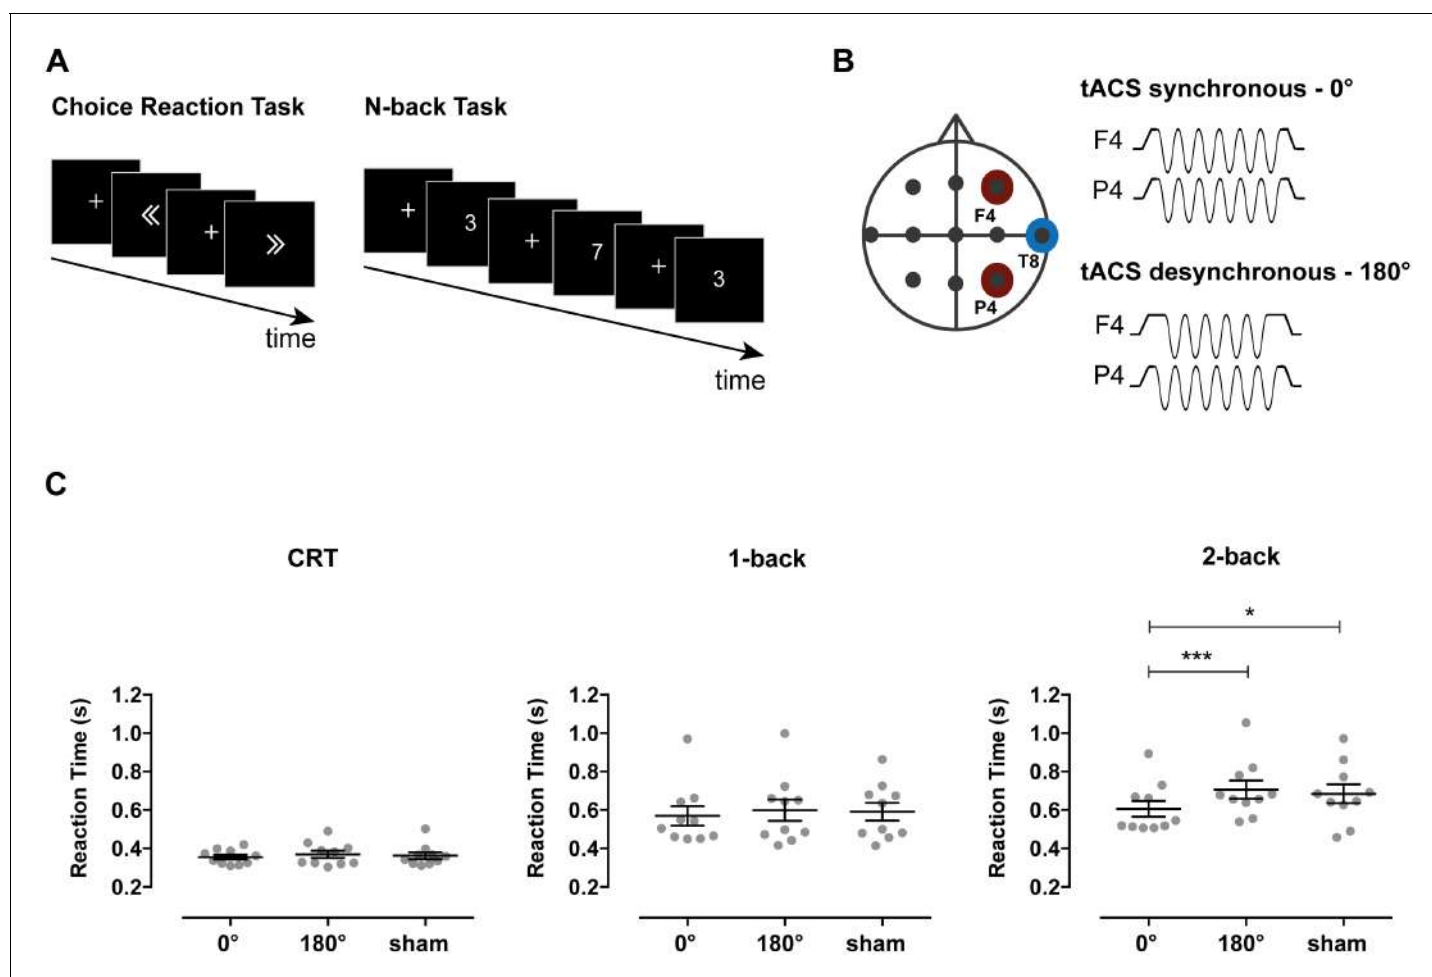 A
Choice Reaction Task
+
«
+
»
time
N-back Task
+
3
+
7
+
3
time
B
F4
T8
P4
tACS synchronous - 0°
F4
P4
tACS desynchronous - 180°
F4
P4
C
CRT
Reaction Time (s)
1.2
1.0
0.8
0.6
0.4
0.2
0° 180° sham
1-back
Reaction Time (s)
1.2
1.0
0.8
0.6
0.4
0.2
0° 180° sham
2-back
*
***
Reaction Time (s)
1.2
1.0
0.8
0.6
0.4
0.2
0° 180° sham